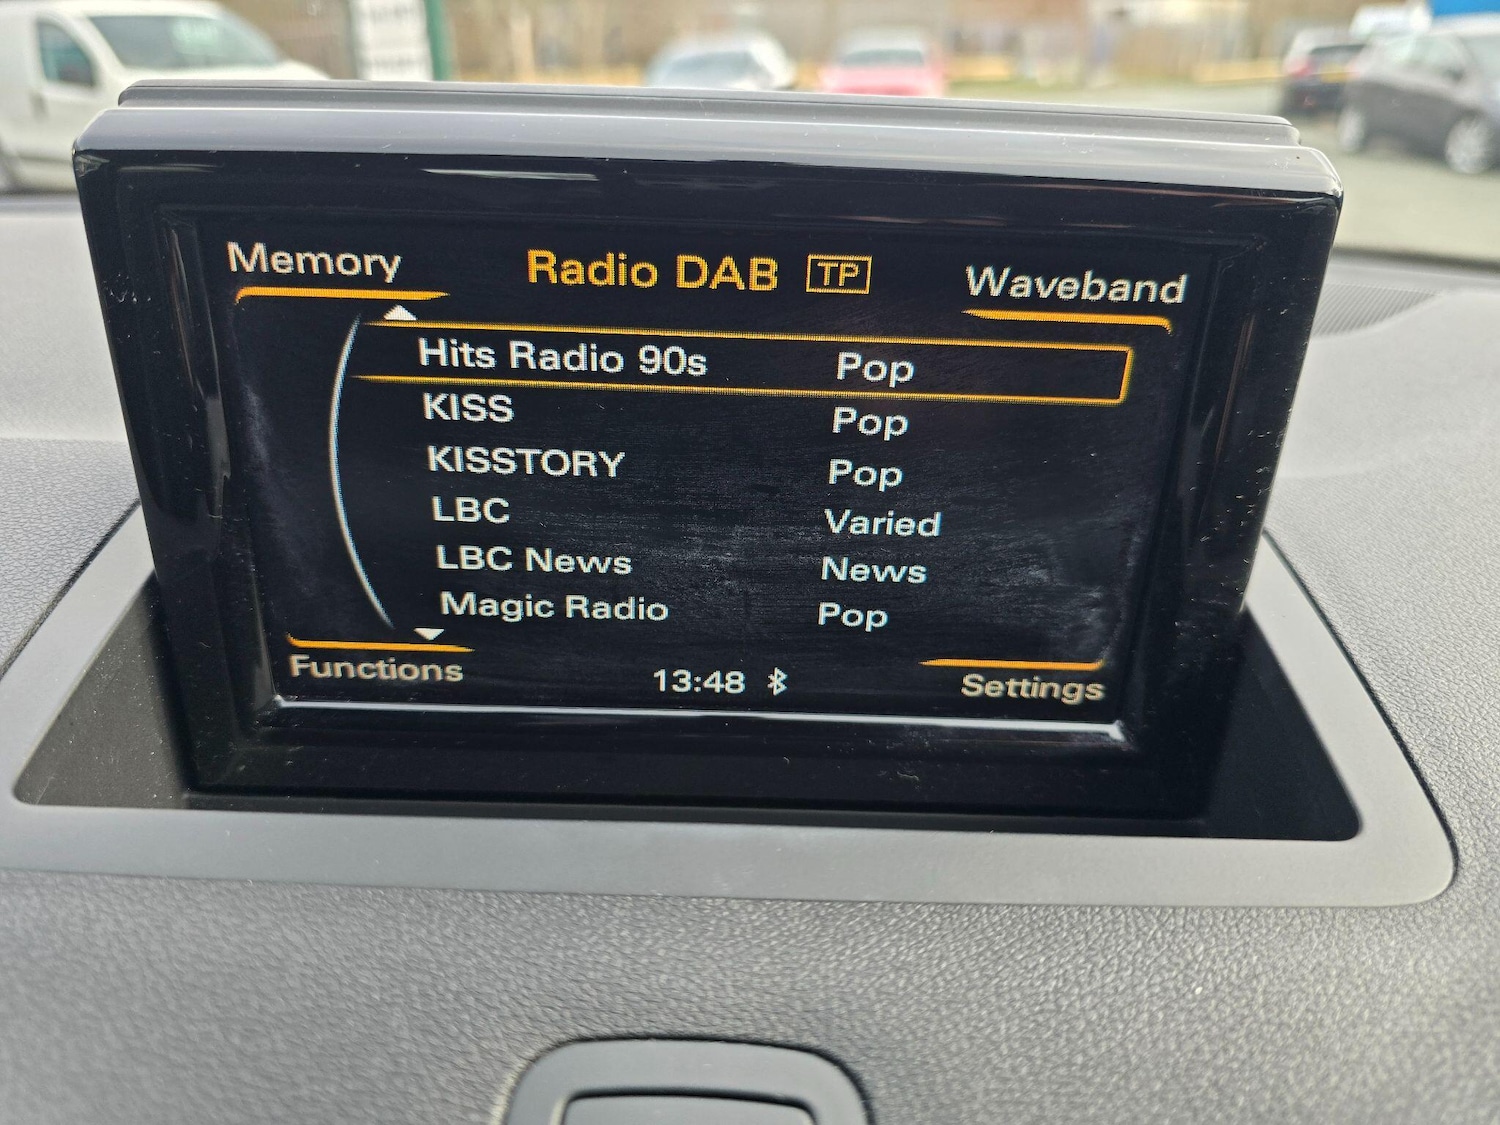 Memory Radio DAB TP Waveband
Hits Radio 90s Pop
KISS Pop
KISSTORY Pop
LBC Varied
LBC News News
Magic Radio Pop
Functions 13:48 Settings